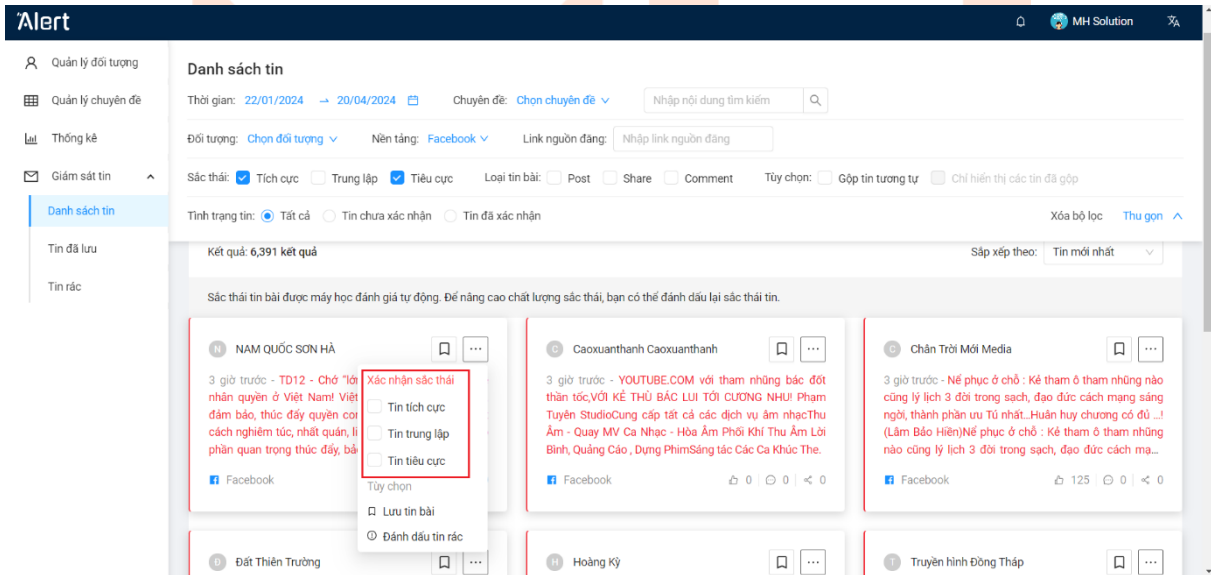 Alert
MH Solution
Quản lý đối tượng
Quản lý chuyên đề
Thống kê
Giám sát tin
Danh sách tin
Tin đã lưu
Tin rác
Danh sách tin
Thời gian: 22/01/2024 → 20/04/2024 Chuyên đề: Chọn chuyên đề Nhập nội dung tìm kiếm
Đối tượng: Chọn đối tượng Nền tảng: Facebook Link nguồn đăng: Nhập link nguồn đăng
Sắc thái: Tích cực Trung lập Tiêu cực Loại tin bài: Post Share Comment Tùy chọn: Gộp tin tương tự Chỉ hiển thị các tin đã gộp
Tình trạng tin: Tất cả Tin chưa xác nhận Tin đã xác nhận Xóa bộ lọc Thu gọn
Kết quả: 6,391 kết quả Sắp xếp theo: Tin mới nhất
Sắc thái tin bài được máy học đánh giá tự động. Để nâng cao chất lượng sắc thái, bạn có thể đánh dấu lại sắc thái tin.
N NAM QUỐC SƠN HÀ
3 giờ trước - TD12 - Chớ "lớ
nhân quyền ở Việt Nam! Việt
đảm bảo, thúc đẩy quyền con
cách nghiêm túc, nhất quán, li
phần quan trọng thúc đẩy, bả
Facebook
Xác nhận sắc thái
Tin tích cực
Tin trung lập
Tin tiêu cực
Tùy chọn
Lưu tin bài
Đánh dấu tin rác
C Caoxuanthanh Caoxuanthanh
3 giờ trước - YOUTUBE.COM với tham nhũng bác đốt
thần tốc,VỚI KẺ THÙ BÁC LUI TỚI CƯƠNG NHU! Phạm
Tuyên StudioCung cấp tất cả các dịch vụ âm nhạcThu
Âm - Quay MV Ca Nhạc - Hòa Âm Phối Khí Thu Âm Lời
Bình, Quảng Cáo , Dựng PhimSáng tác Các Ca Khúc The.
Facebook 0 0 0
C Chân Trời Mới Media
3 giờ trước - Nể phục ở chỗ : Kẻ tham ô tham nhũng nào
cũng lý lịch 3 đời trong sạch, đạo đức cách mạng sáng
ngời, thành phần ưu Tú nhất...Huân huy chương có đủ ...!
(Lâm Bảo Hiền)Nể phục ở chỗ : Kẻ tham ô tham nhũng
nào cũng lý lịch 3 đời trong sạch, đạo đức cách mạ...
Facebook 125 0 0
Đ Đất Thiên Trường
H Hoàng Kỳ
T Truyền hình Đồng Tháp